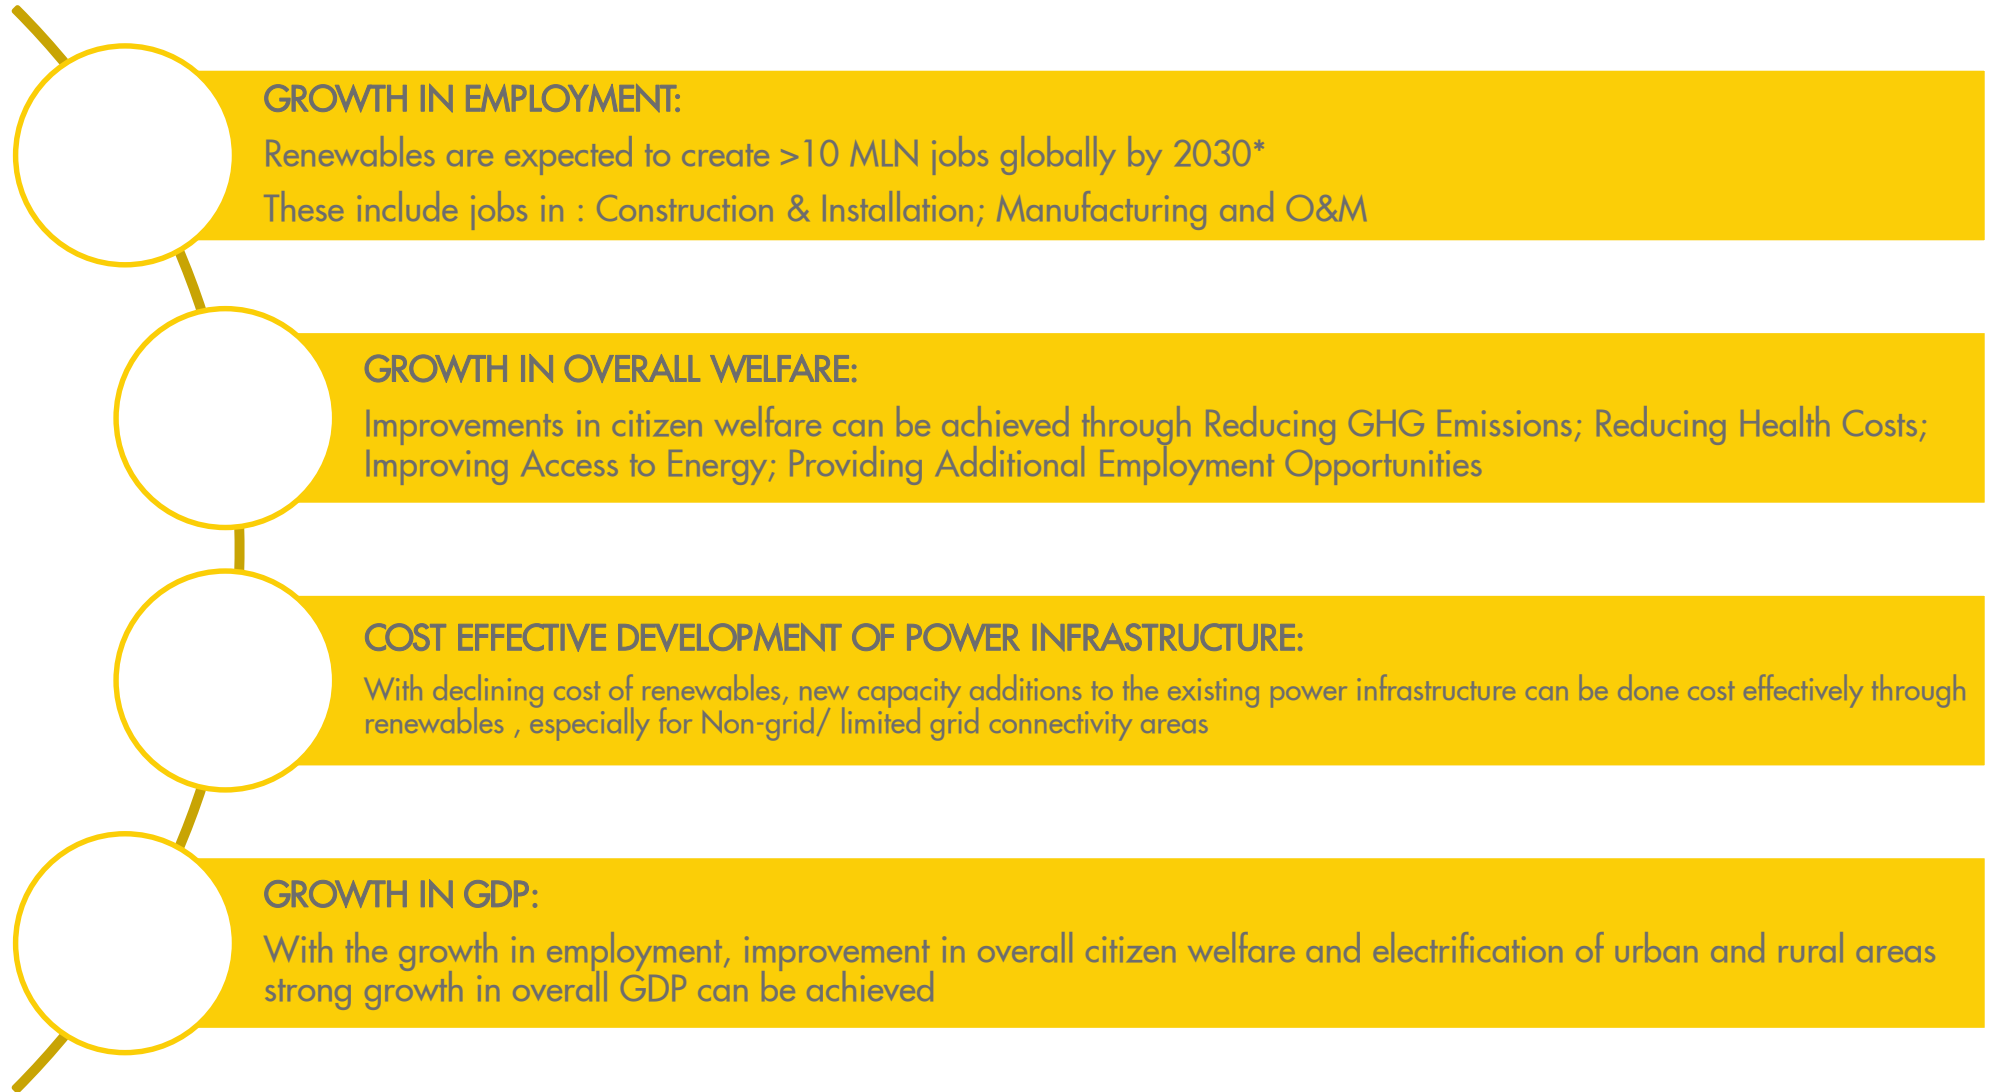 GROWTH IN EMPLOYMENT:
Renewables are expected to create >10 MLN jobs globally by 2030*
These include jobs in : Construction & Installation; Manufacturing and O&M
GROWTH IN OVERALL WELFARE:
Improvements in citizen welfare can be achieved through Reducing GHG Emissions; Reducing Health Costs;
Improving Access to Energy; Providing Additional Employment Opportunities
COST EFFECTIVE DEVELOPMENT OF POWER INFRASTRUCTURE:
With declining cost of renewables, new capacity additions to the existing power infrastructure can be done cost effectively through
renewables , especially for Non-grid/ limited grid connectivity areas
GROWTH IN GDP:
With the growth in employment, improvement in overall citizen welfare and electrification of urban and rural areas
strong growth in overall GDP can be achieved